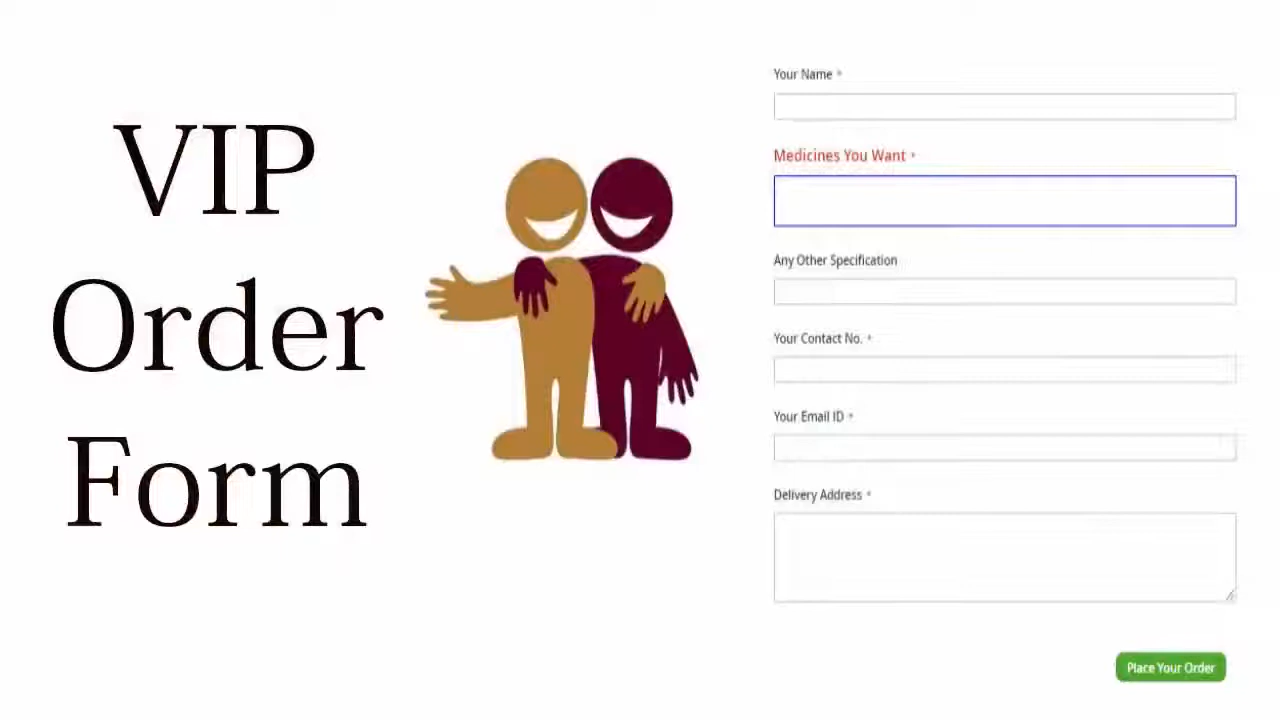 VIP
Order
Form
Your Name *
Medicines You Want *
Any Other Specification
Your Contact No. *
Your Email ID *
Delivery Address *
Place Your Order